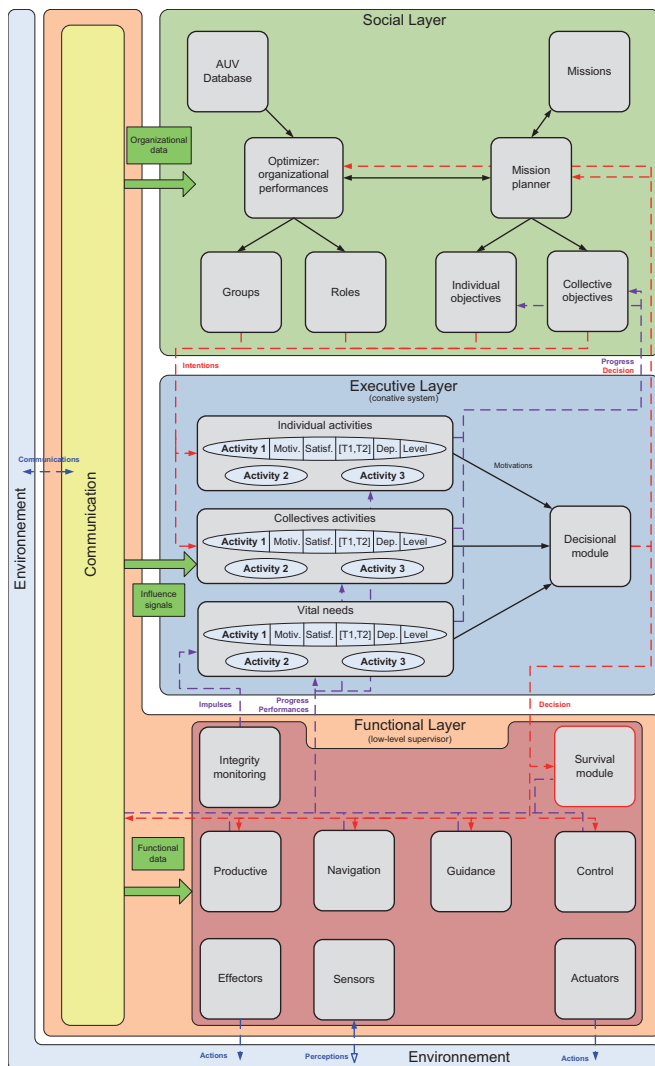 Social Layer
AUV
Database
Missions
Organizational
data
Optimizer:
organizational
performances
Mission
planner
Groups
Roles
Individual
objectives
Collective
objectives
Intentions
Progress
Decision
Executive Layer
(conative system)
Individual activities
Activity 1 Motiv. Satisf. [T1,T2] Dep. Level
Activity 2 Activity 3
Motivations
Communications
Collectives activities
Activity 1 Motiv. Satisf. [T1,T2] Dep. Level
Activity 2 Activity 3
Decisional
module
Influence
signals
Vital needs
Activity 1 Motiv. Satisf. [T1,T2] Dep. Level
Activity 2 Activity 3
Environnement
Communication
Impulses
Progress
Performances
Decision
Functional Layer
(low-level supervisor)
Integrity
monitoring
Survival
module
Functional
data
Productive
Navigation
Guidance
Control
Effectors
Sensors
Actuators
Actions
Perceptions
Environnement
Actions